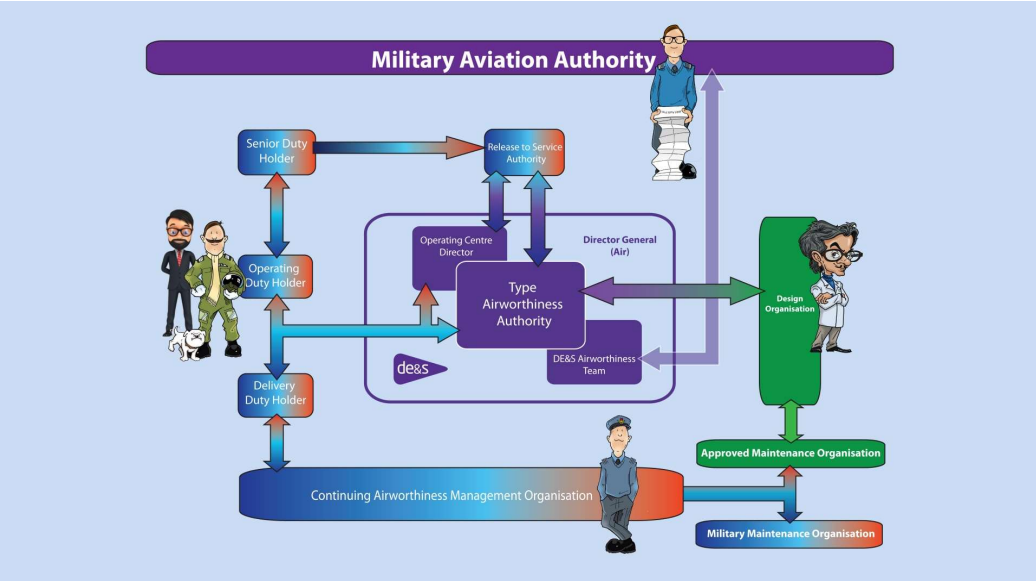 Military Aviation Authority
Senior Duty
Holder
Release to Service
Authority
Operating Centre
Director
Director General
(Air)
Operating
Duty Holder
Type
Airworthiness
Authority
Design
Organisation
de&s
DE&S Airworthiness
Team
Delivery
Duty Holder
Approved Maintenance Organisation
Continuing Airworthiness Management Organisation
Military Maintenance Organisation